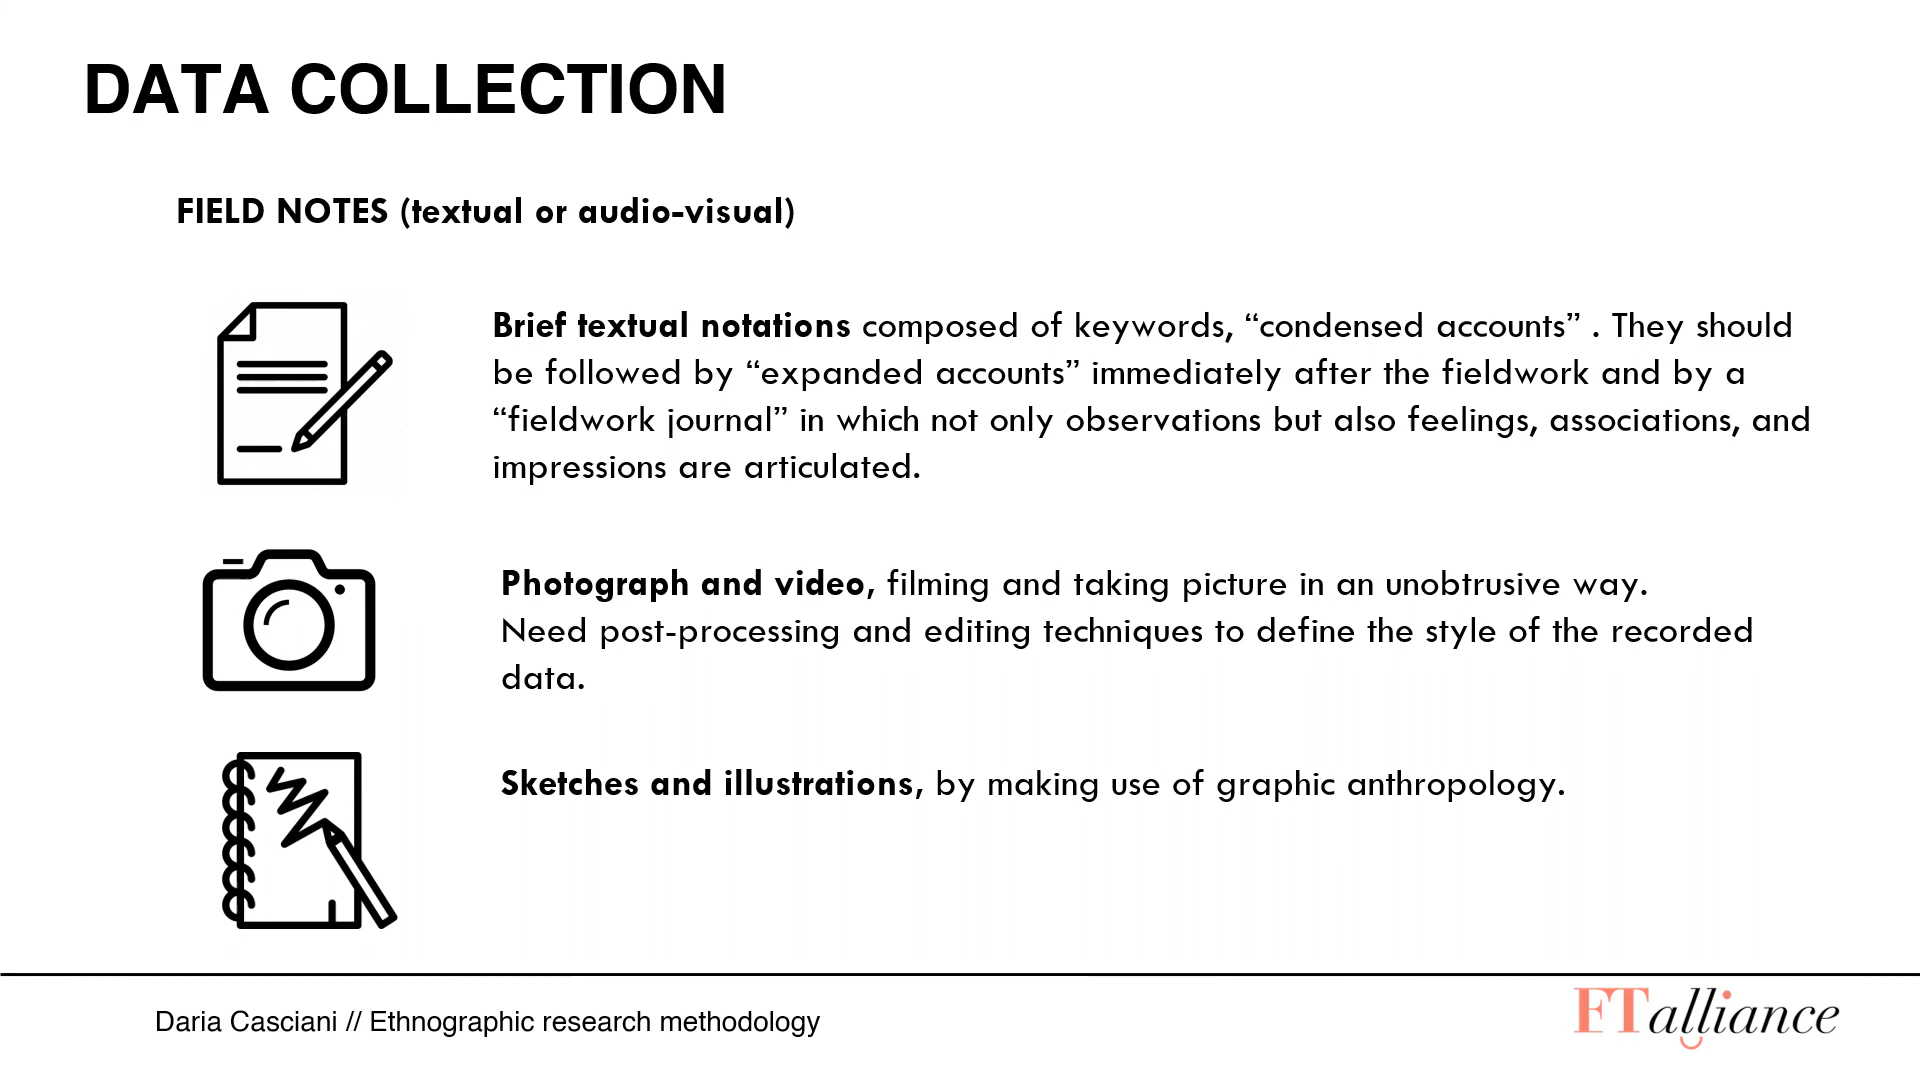 DATA COLLECTION
FIELD NOTES (textual or audio-visual)
Brief textual notations composed of keywords, “condensed accounts” . They should
be followed by “expanded accounts” immediately after the fieldwork and by a
“fieldwork journal” in which not only observations but also feelings, associations, and
impressions are articulated.
Photograph and video, filming and taking picture in an unobtrusive way.
Need post-processing and editing techniques to define the style of the recorded
data.
Sketches and illustrations, by making use of graphic anthropology.
Daria Casciani // Ethnographic research methodology
FTalliance